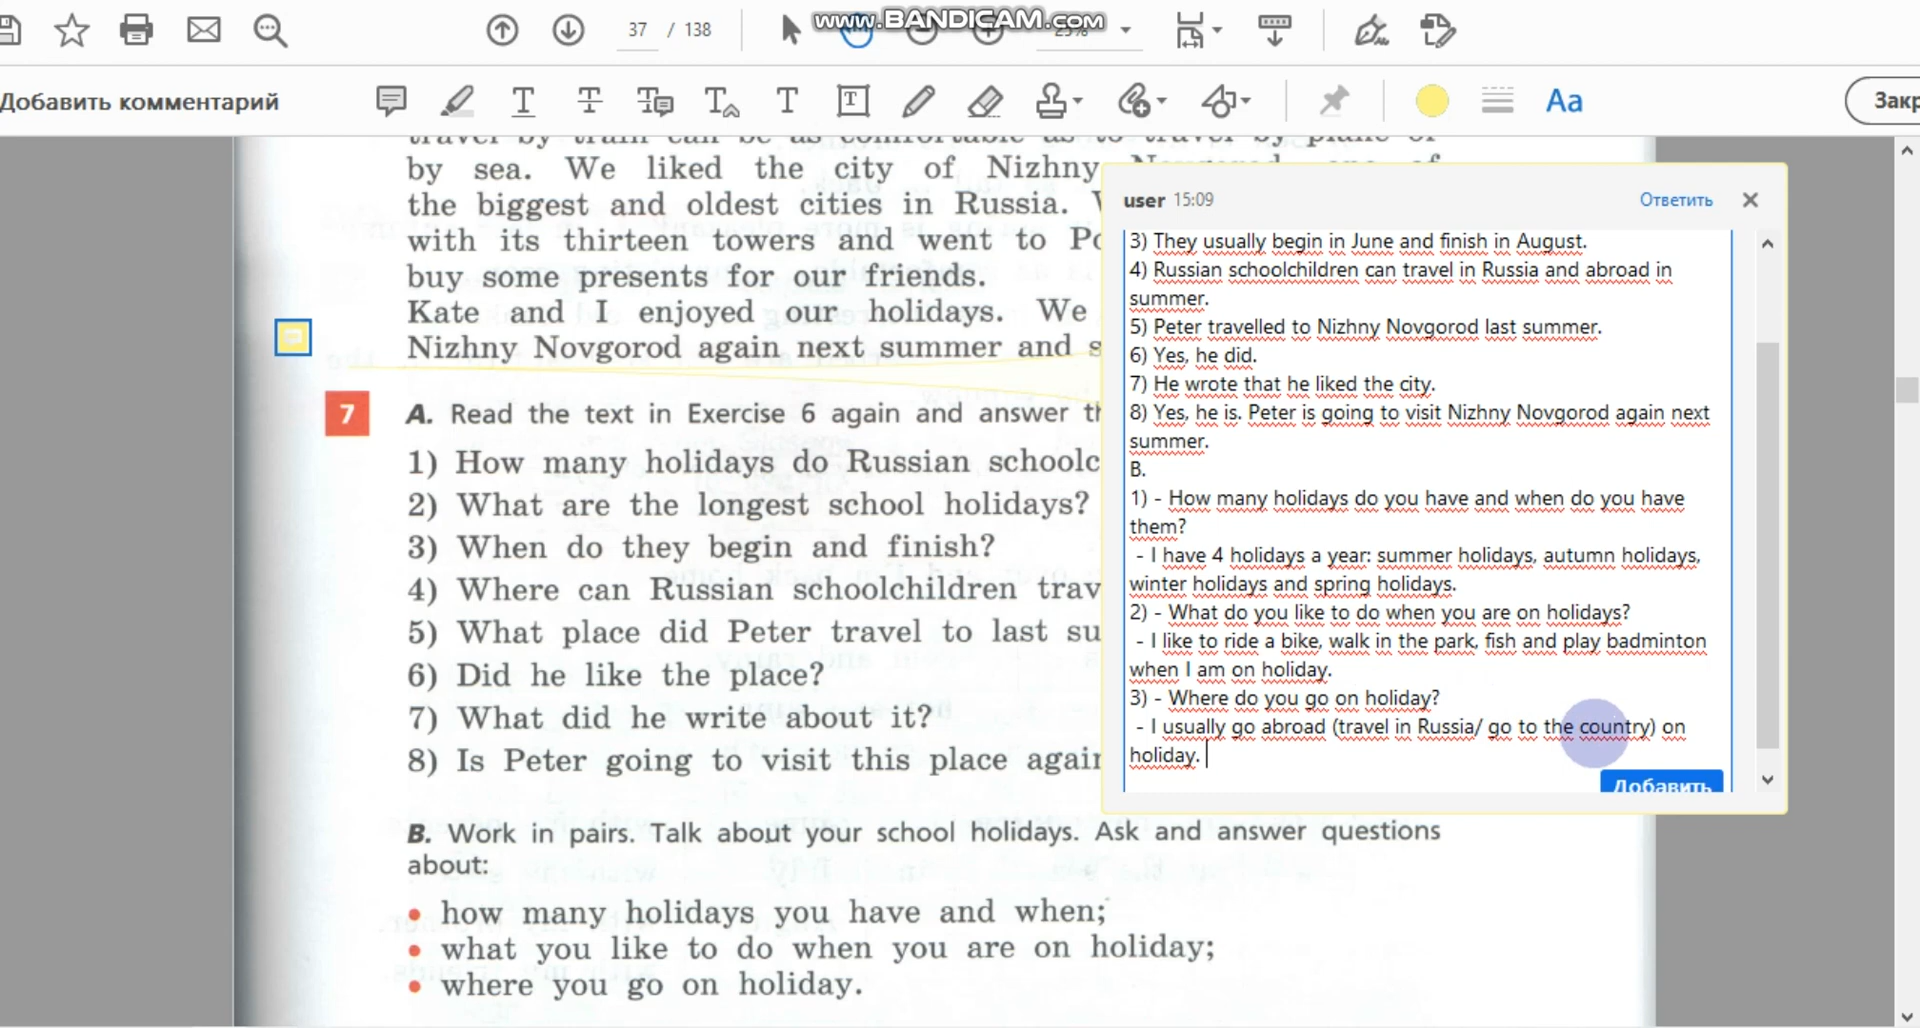 www.BANDICAM.com
37 / 138
25%
Добавить комментарий
T T T T T T
Aa
Закр
by sea. We liked the city of Nizhny
the biggest and oldest cities in Russia.
with its thirteen towers and went to Po
buy some presents for our friends.
Kate and I enjoyed our holidays. We
Nizhny Novgorod again next summer and s
7 A. Read the text in Exercise 6 again and answer th
1) How many holidays do Russian schoolc
2) What are the longest school holidays?
3) When do they begin and finish?
4) Where can Russian schoolchildren trav
5) What place did Peter travel to last su
6) Did he like the place?
7) What did he write about it?
8) Is Peter going to visit this place again
B. Work in pairs. Talk about your school holidays. Ask and answer questions
about:
• how many holidays you have and when;
• what you like to do when you are on holiday;
• where you go on holiday.
user 15:09 Ответить
3) They usually begin in June and finish in August.
4) Russian schoolchildren can travel in Russia and abroad in
summer.
5) Peter travelled to Nizhny Novgorod last summer.
6) Yes, he did.
7) He wrote that he liked the city.
8) Yes, he is. Peter is going to visit Nizhny Novgorod again next
summer.
B.
1) - How many holidays do you have and when do you have
them?
- I have 4 holidays a year: summer holidays, autumn holidays,
winter holidays and spring holidays.
2) - What do you like to do when you are on holidays?
- I like to ride a bike, walk in the park, fish and play badminton
when I am on holiday.
3) - Where do you go on holiday?
- I usually go abroad (travel in Russia/ go to the country) on
holiday.
Добавить